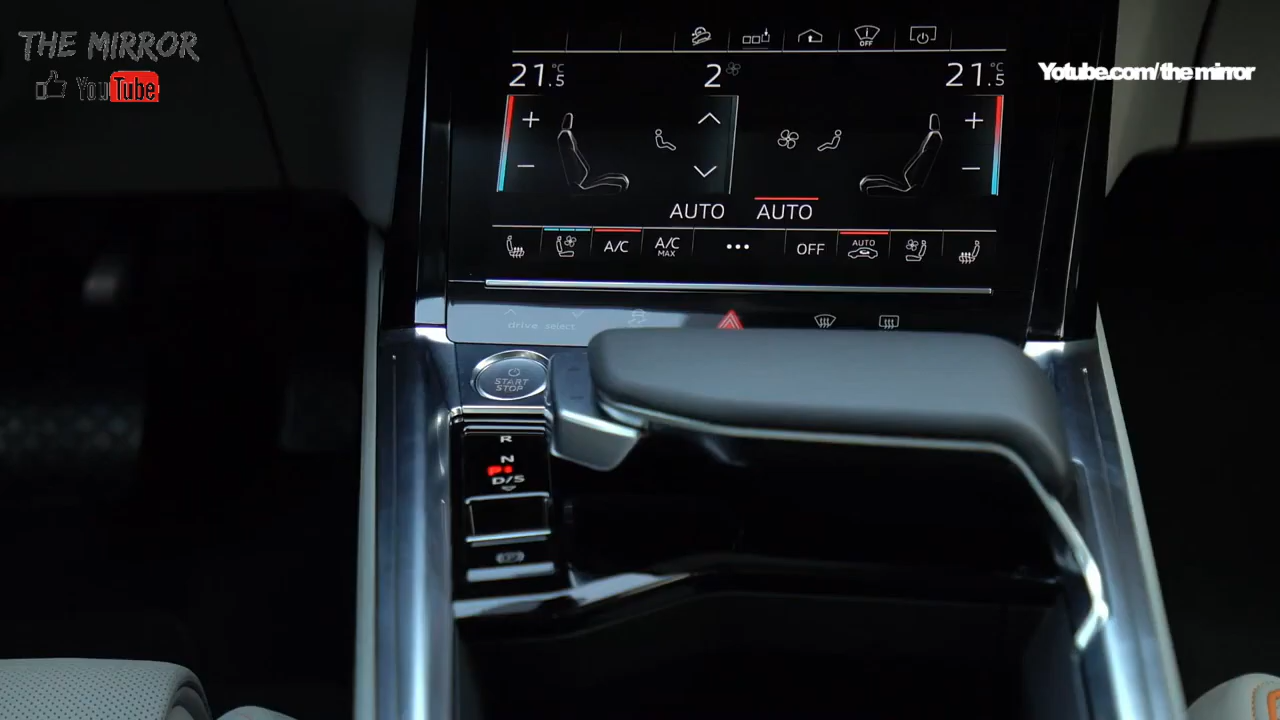 THE MIRROR
YouTube
Yotube.com/the mirror
OFF
21.5 °C
2
21.5 °C
AUTO
AUTO
A/C
A/C MAX
...
OFF
AUTO
drive select
START
STOP
R
N
P
D/S